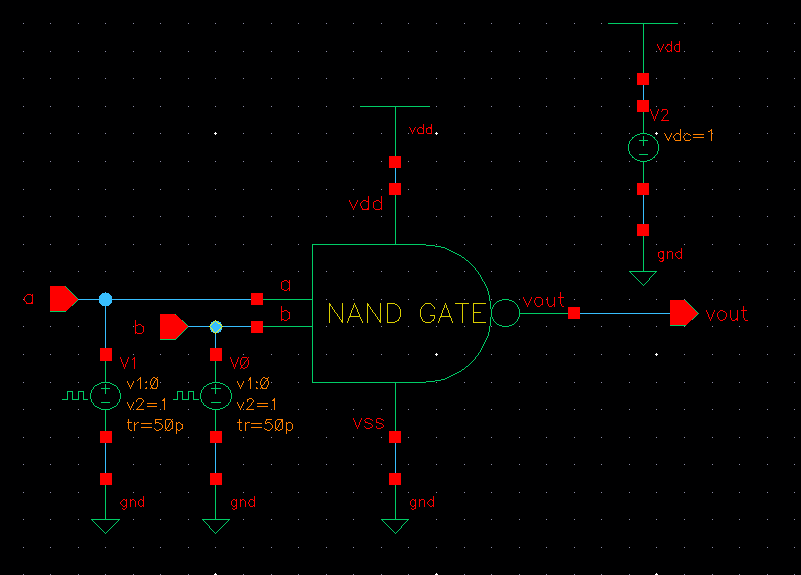 vdd
V2
vdc=1
gnd
vdd
vdd
a
a
b
b
NAND GATE
vout
vout
V1
v1:0
v2=1
tr=50p
V0
v1:0
v2=1
tr=50p
vss
gnd
gnd
gnd